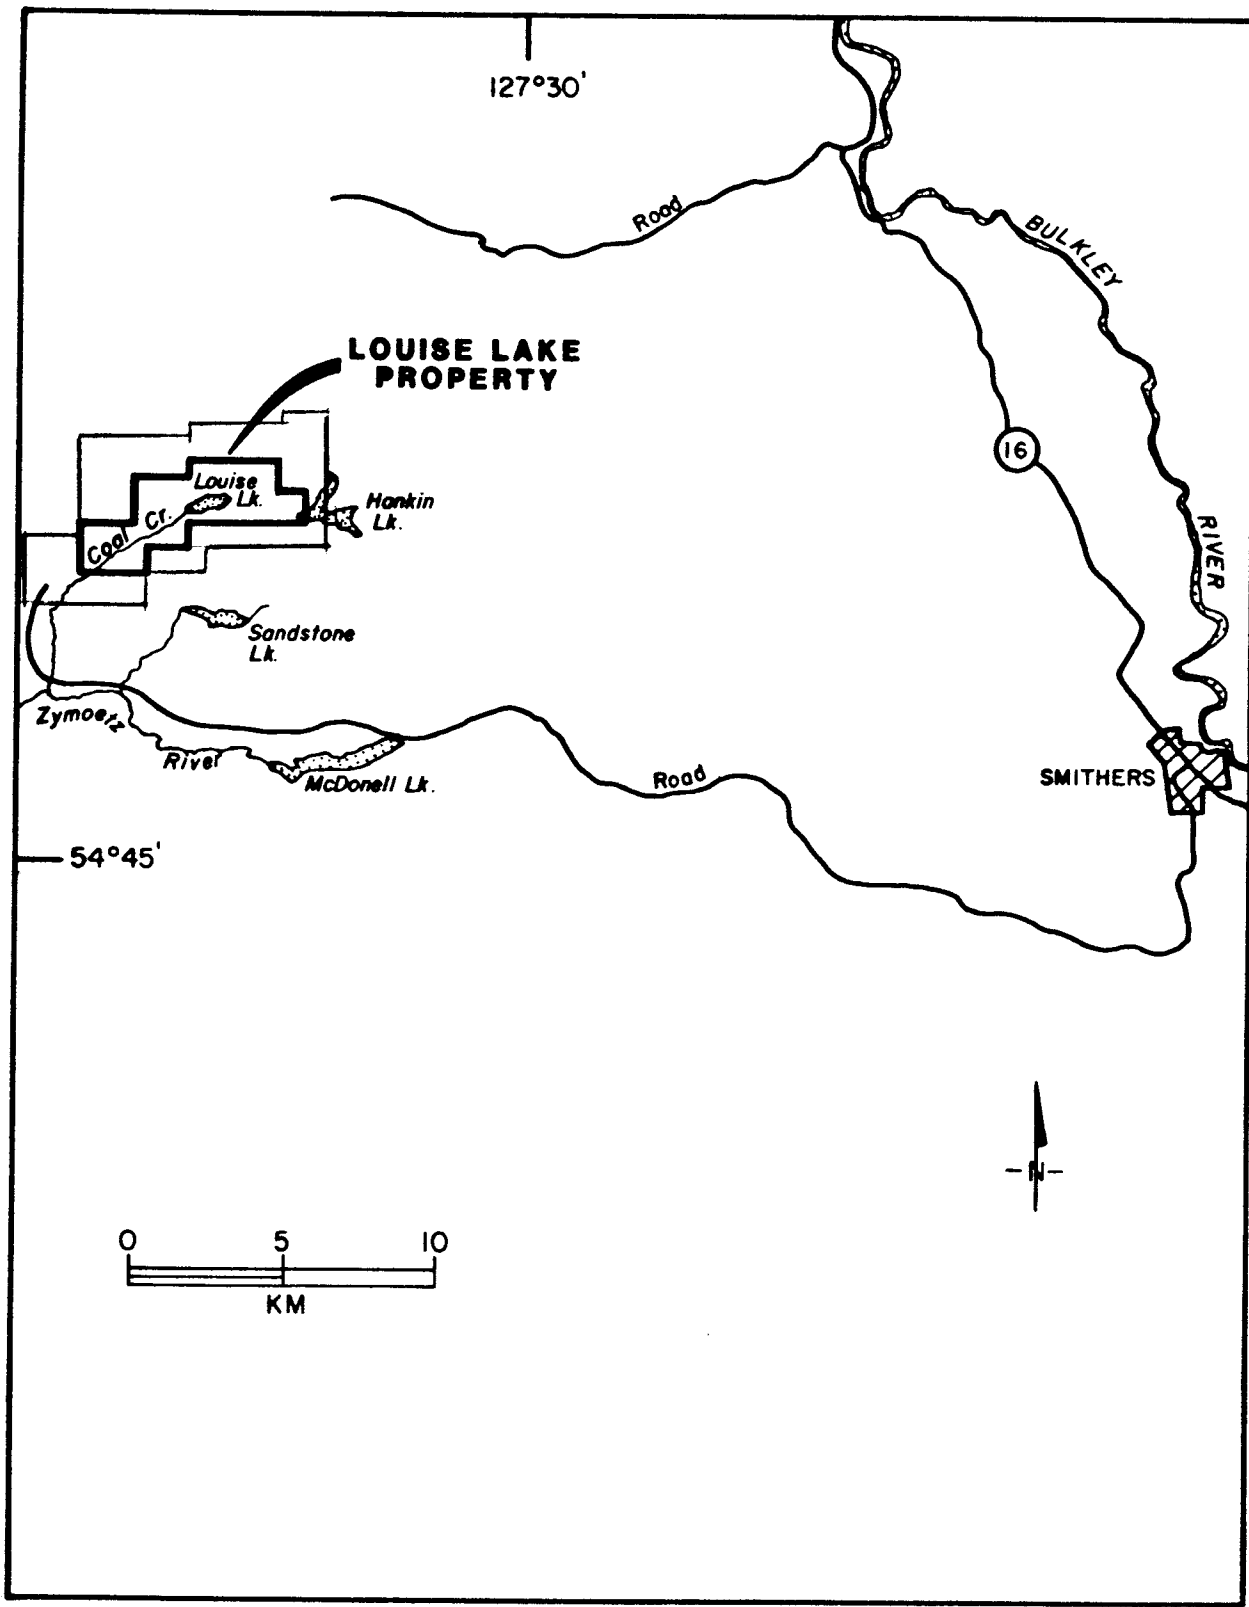 127°30'
Road
BULKLEY
LOUISE LAKE
PROPERTY
16
Louise
Lk.
Hankin
Lk.
Coal Cr.
RIVER
Sandstone
Lk.
Zymoetz
River
McDonell Lk.
Road
SMITHERS
54°45'
-N-
0 5 10
KM